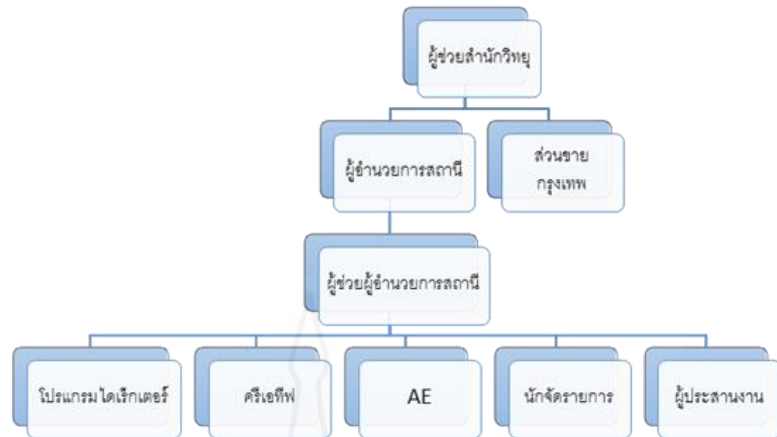 ผู้ช่วยสำนักวิทยุ
ผู้อำนวยการสถานี
ส่วนขาย
กรุงเทพ
ผู้ช่วยผู้อำนวยการสถานี
โปรแกรมไดเร็กเตอร์
ครีเอทีฟ
AE
นักจัดรายการ
ผู้ประสานงาน